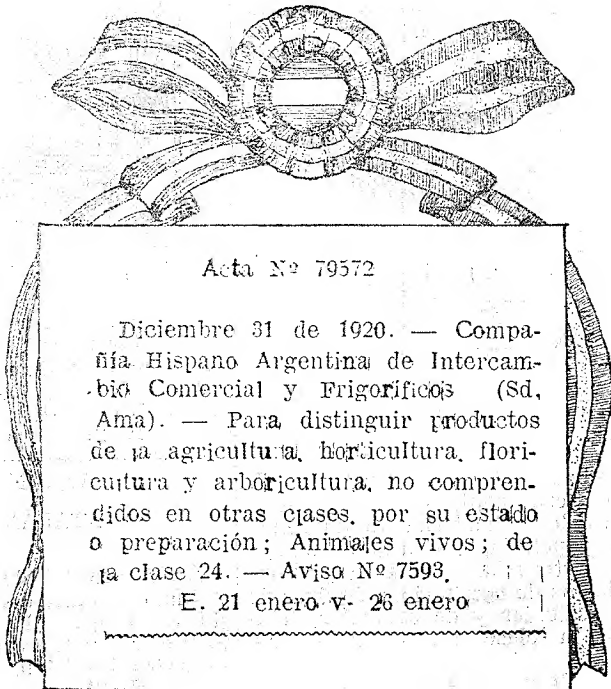 Acta Nº 79572
Diciembre 31 de 1920. — Compa-
ñía Hispano Argentina de Intercam-
bio Comercial y Frigoríficos (Sd,
Ama). — Para distinguir productos
de la agricultura, horticultura, flori-
cultura y arboricultura, no compren-
didos en otras clases, por su estado
o preparación; Animales vivos; de
la clase 24. — Aviso Nº 7593.
E. 21 enero v- 26 enero